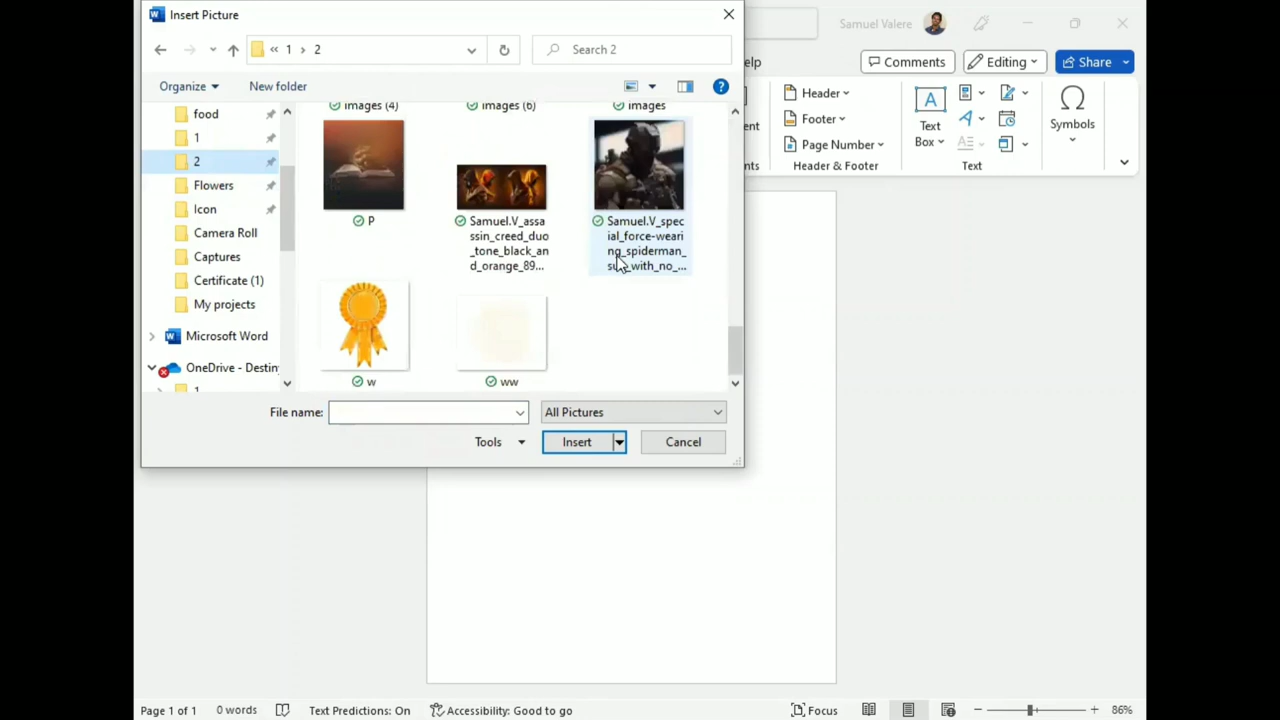 Insert Picture
Samuel Valere
« 1 › 2
Search 2
elp
Comments
Editing
Share
Organize
New folder
?
images (4)
images (6)
images
food
1
2
Flowers
Icon
Camera Roll
Captures
Certificate (1)
My projects
Microsoft Word
OneDrive - Destin
1
P
Samuel.V_assa
ssin_creed_duo
_tone_black_an
d_orange_89...
Samuel.V_spec
ial_force-weari
ng_spiderman_
suit_with_no_...
w
ww
File name:
All Pictures
Tools
Insert
Cancel
ent
nts
Header
Footer
Page Number
Header & Footer
A
Text
Box
Text
Ω
Symbols
Page 1 of 1
0 words
Text Predictions: On
Accessibility: Good to go
Focus
86%